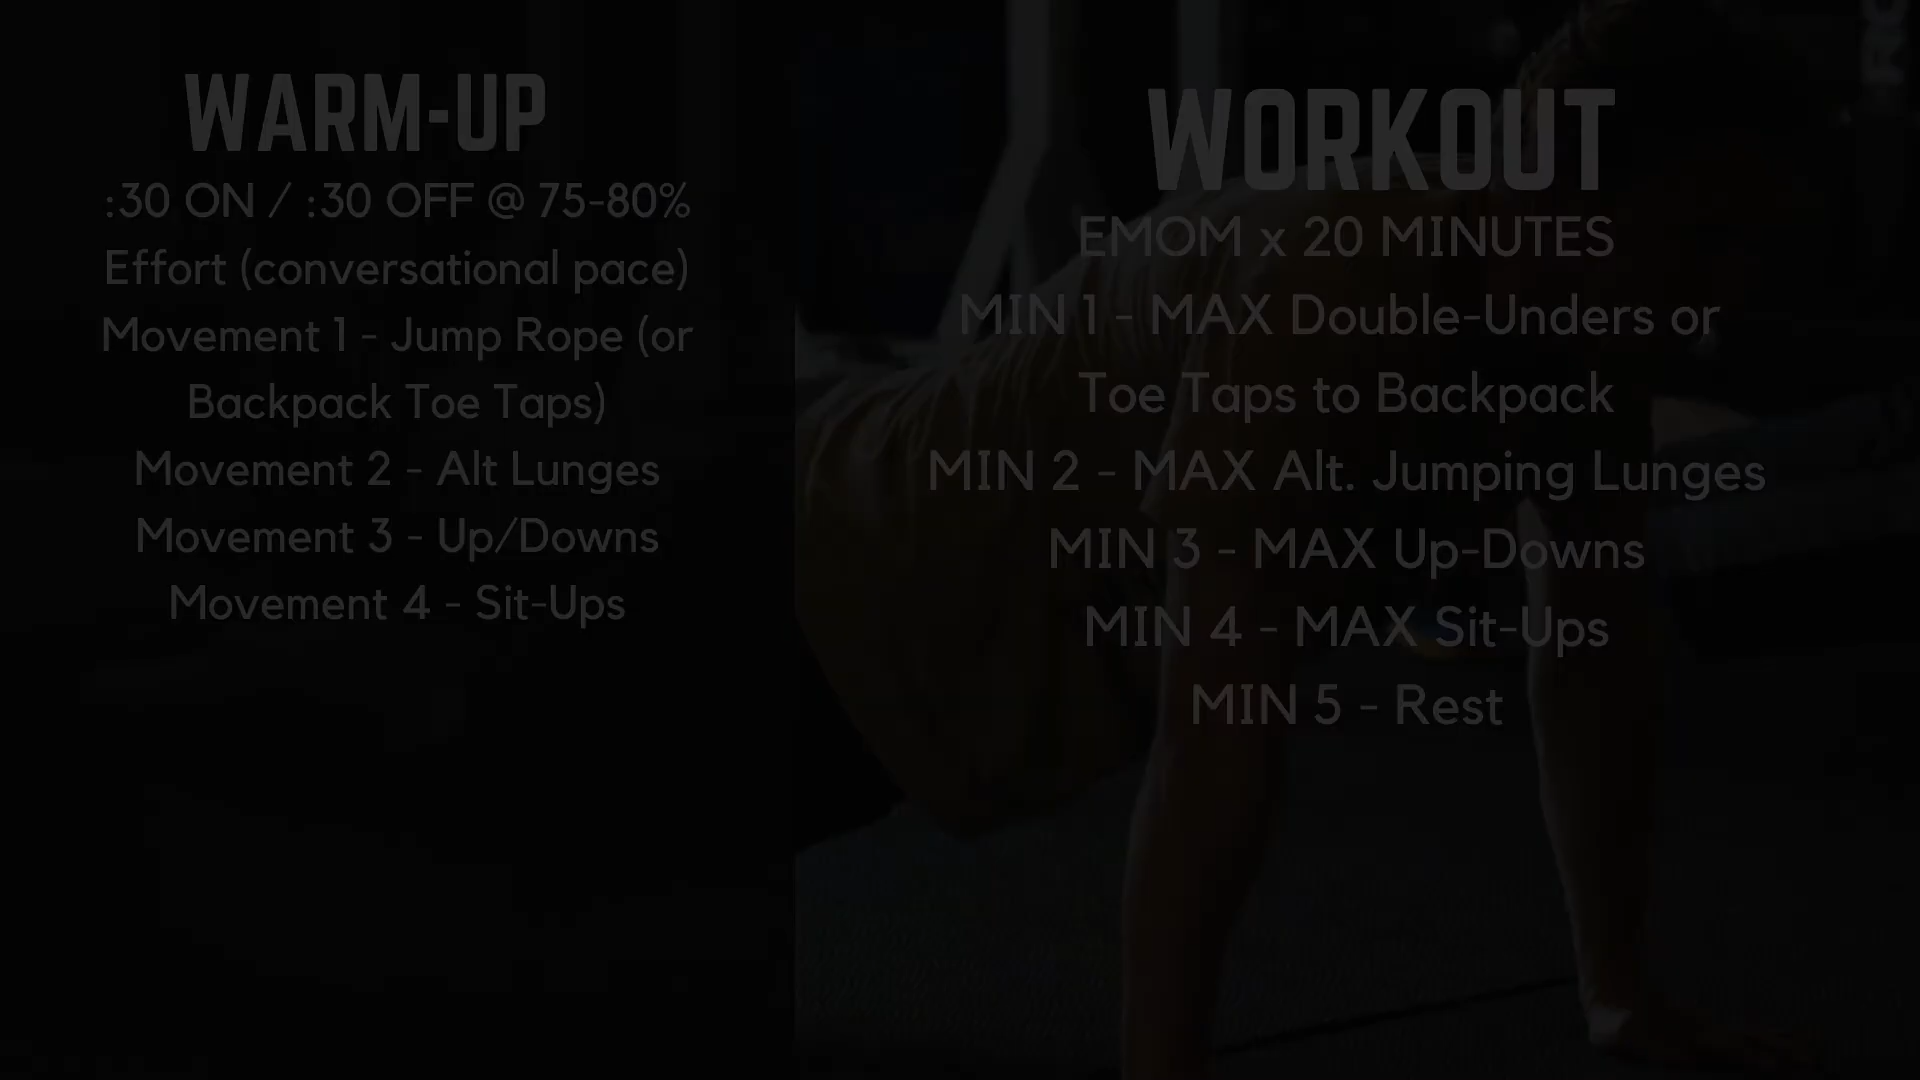 WARM-UP
:30 ON / :30 OFF @ 75-80%
Effort (conversational pace)
Movement 1 - Jump Rope (or
Backpack Toe Taps)
Movement 2 - Alt Lunges
Movement 3 - Up/Downs
Movement 4 - Sit-Ups
WORKOUT
EMOM x 20 MINUTES
MIN 1 - MAX Double-Unders or
Toe Taps to Backpack
MIN 2 - MAX Alt. Jumping Lunges
MIN 3 - MAX Up-Downs
MIN 4 - MAX Sit-Ups
MIN 5 - Rest